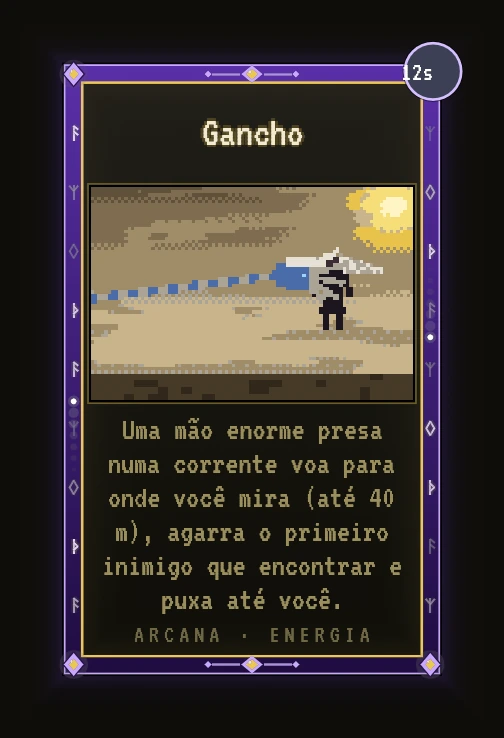 12s
Gancho
Uma mão enorme presa
numa corrente voa para
onde você mira (até 40
m), agarra o primeiro
inimigo que encontrar e
puxa até você.
ARCANA · ENERGIA